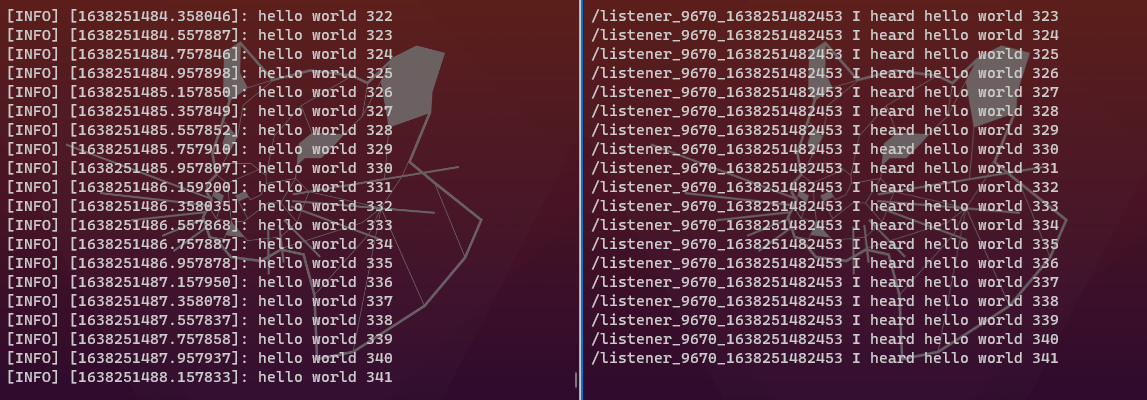 [INFO] [1638251484.358046]: hello world 322
[INFO] [1638251484.557887]: hello world 323
[INFO] [1638251484.757846]: hello world 324
[INFO] [1638251484.957898]: hello world 325
[INFO] [1638251485.157850]: hello world 326
[INFO] [1638251485.357849]: hello world 327
[INFO] [1638251485.557852]: hello world 328
[INFO] [1638251485.757910]: hello world 329
[INFO] [1638251485.957807]: hello world 330
[INFO] [1638251486.159200]: hello world 331
[INFO] [1638251486.358035]: hello world 332
[INFO] [1638251486.557868]: hello world 333
[INFO] [1638251486.757887]: hello world 334
[INFO] [1638251486.957878]: hello world 335
[INFO] [1638251487.157950]: hello world 336
[INFO] [1638251487.358078]: hello world 337
[INFO] [1638251487.557837]: hello world 338
[INFO] [1638251487.757858]: hello world 339
[INFO] [1638251487.957937]: hello world 340
[INFO] [1638251488.157833]: hello world 341
/listener_9670_1638251482453 I heard hello world 323
/listener_9670_1638251482453 I heard hello world 324
/listener_9670_1638251482453 I heard hello world 325
/listener_9670_1638251482453 I heard hello world 326
/listener_9670_1638251482453 I heard hello world 327
/listener_9670_1638251482453 I heard hello world 328
/listener_9670_1638251482453 I heard hello world 329
/listener_9670_1638251482453 I heard hello world 330
/listener_9670_1638251482453 I heard hello world 331
/listener_9670_1638251482453 I heard hello world 332
/listener_9670_1638251482453 I heard hello world 333
/listener_9670_1638251482453 I heard hello world 334
/listener_9670_1638251482453 I heard hello world 335
/listener_9670_1638251482453 I heard hello world 336
/listener_9670_1638251482453 I heard hello world 337
/listener_9670_1638251482453 I heard hello world 338
/listener_9670_1638251482453 I heard hello world 339
/listener_9670_1638251482453 I heard hello world 340
/listener_9670_1638251482453 I heard hello world 341